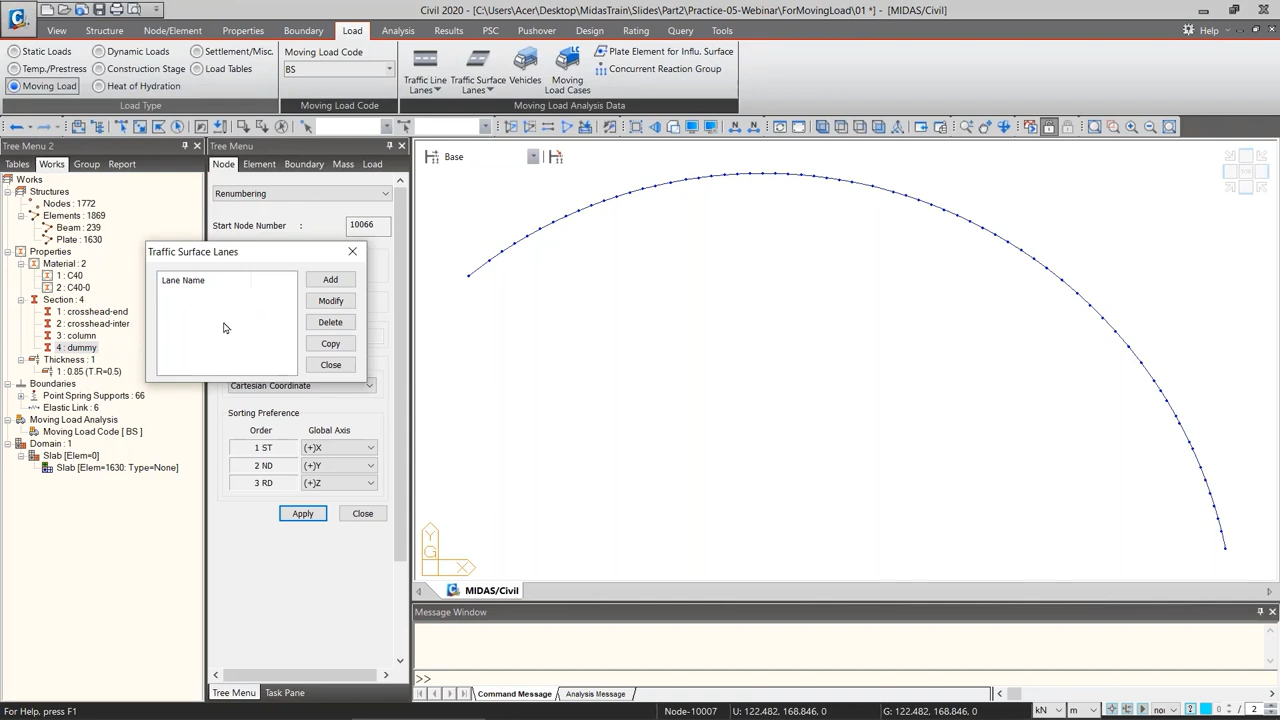 Civil 2020 - [C:\Users\Acer\Desktop\MidasTrain\Slides\Part2\Practice-05-Webinar\ForMovingLoad\01 *] - [MIDAS/Civil]
View Structure Node/Element Properties Boundary Load Analysis Results PSC Pushover Design Rating Query Tools Help
Static Loads Dynamic Loads Settlement/Misc.
Temp./Prestress Construction Stage Load Tables
Moving Load Heat of Hydration
Load Type
Moving Load Code
BS
Moving Load Code
Traffic Line Lanes
Traffic Surface Lanes
Vehicles
Moving Load Cases
Plate Element for Influ. Surface
Concurrent Reaction Group
Moving Load Analysis Data
Tree Menu 2
Tables Works Group Report
Works
Structures
Nodes : 1772
Elements : 1869
Beam : 239
Plate : 1630
Properties
Material : 2
1 : C40
2 : C40-0
Section : 4
1 : crosshead-end
2 : crosshead-inter
3 : column
4 : dummy
Thickness : 1
1 : 0.85 (T.R=0.5)
Boundaries
Point Spring Supports : 66
Elastic Link : 6
Moving Load Analysis
Moving Load Code [ BS ]
Domain : 1
Slab [Elem=0]
Slab [Elem=1630: Type=None]
Tree Menu
Node Element Boundary Mass Load
Renumbering
Start Node Number : 10066
Traffic Surface Lanes
Lane Name
Add
Modify
Delete
Copy
Close
Cartesian Coordinate
Sorting Preference
Order Global Axis
1 ST (+)X
2 ND (+)Y
3 RD (+)Z
Apply Close
Tree Menu Task Pane
Base
Y
G
X
MIDAS/Civil
Message Window
>>
Command Message Analysis Message
For Help, press F1
Node-10007
U: 122.482, 168.846, 0
G: 122.482, 168.846, 0
kN m
non
0 / 2